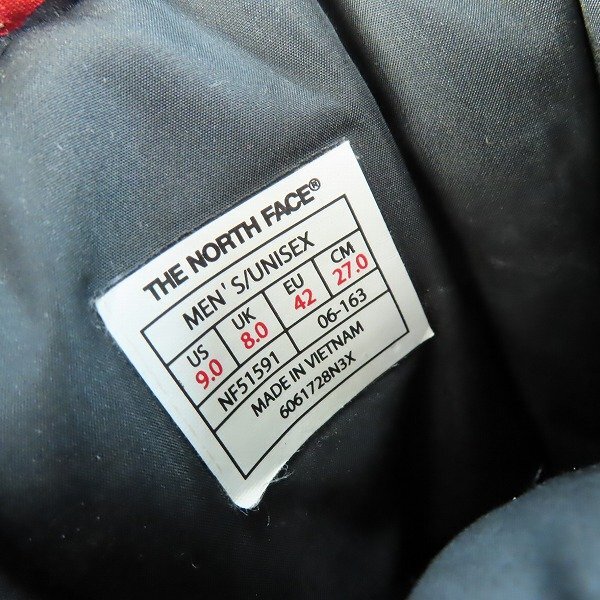 THE NORTH FACE®
MEN' S/UNISEX
US UK EU CM
9.0 8.0 42 27.0
NF51591 06-163
MADE IN VIETNAM
6061728N3X